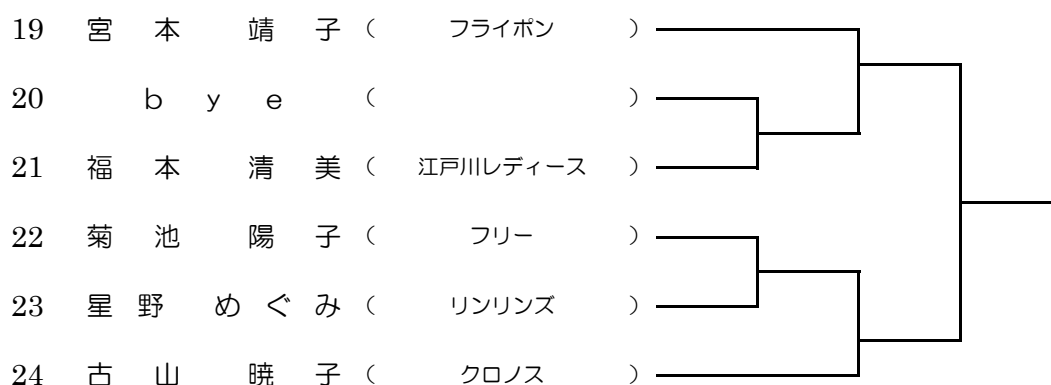 19 宮本 靖子 ( フライポン )
20 ｂｙｅ ( )
21 福本 清美 ( 江戸川レディース )
22 菊池 陽子 ( フリー )
23 星野 めぐみ ( リンリンズ )
24 古山 暁子 ( クロノス )